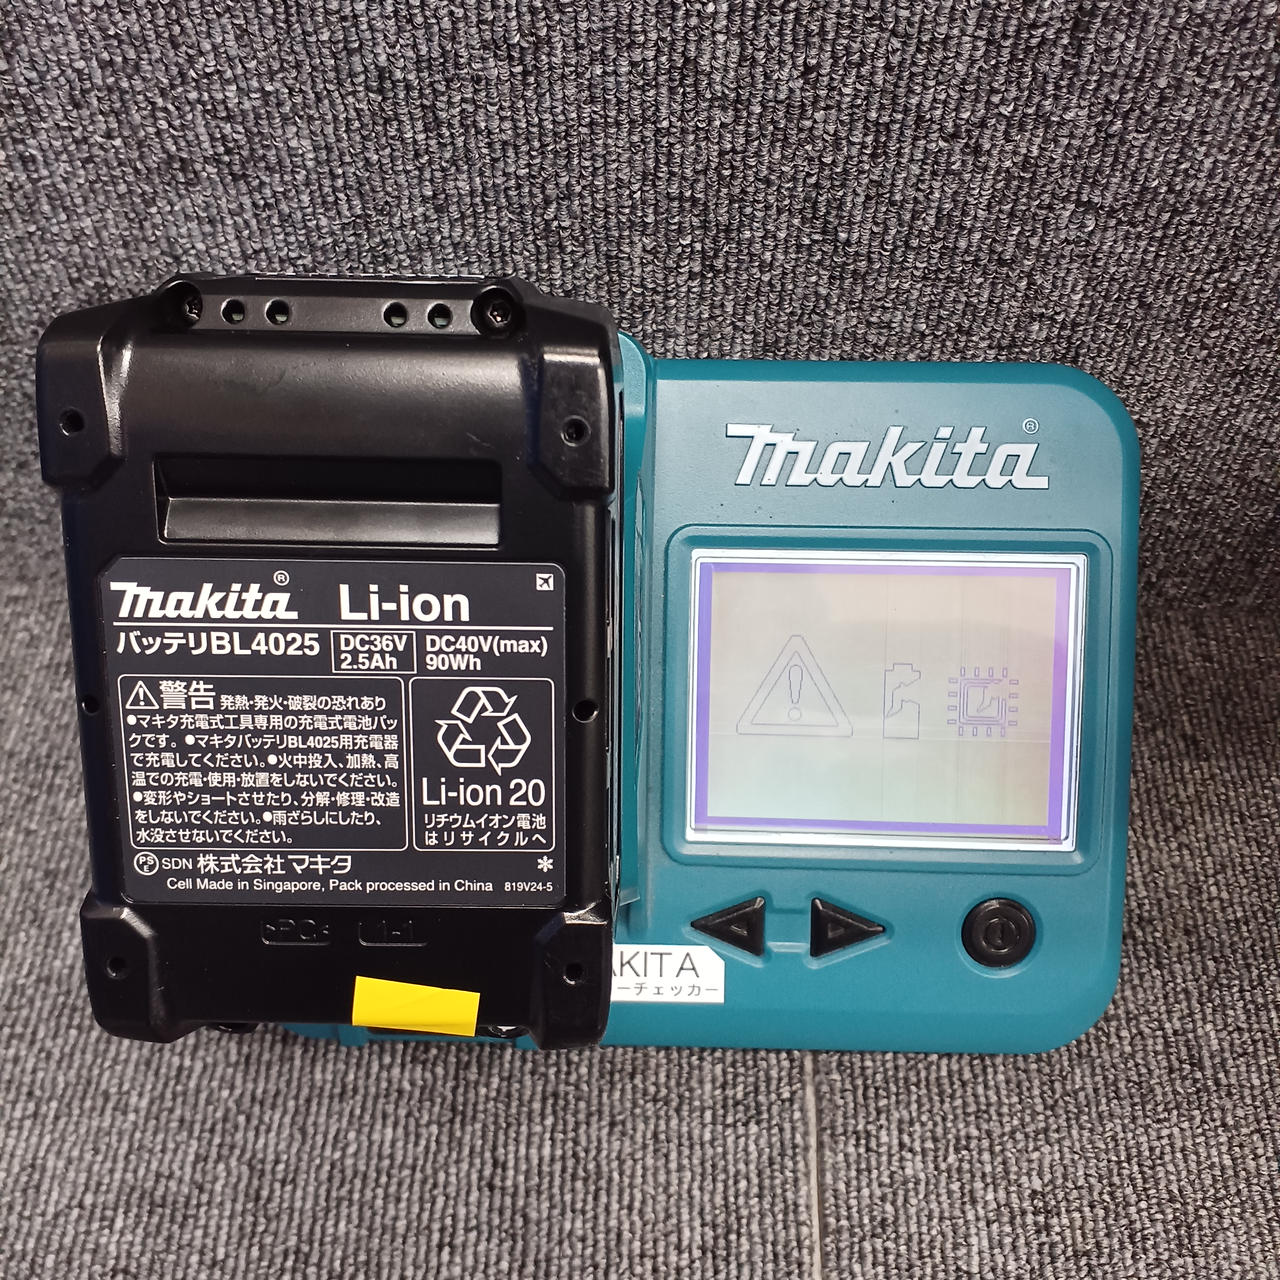 makita®
makita® Li-ion
バッテリBL4025
DC36V
2.5Ah
DC40V(max)
90Wh
警告 発熱・発火・破裂の恐れあり
●マキタ充電式工具専用の充電式電池パッ
クです。●マキタバッテリBL4025用充電器
で充電してください。●火中投入、加熱、高
温での充電・使用・放置をしないでください。
●変形やショートさせたり、分解・修理・改造
をしないでください。●雨ざらしにしたり、
水没させないでください。
Li-ion 20
リチウムイオン電池
はリサイクルへ
PSE SDN 株式会社マキタ *
Cell Made in Singapore, Pack processed in China 819V24-5
>PC<
KITA
ーチェッカー